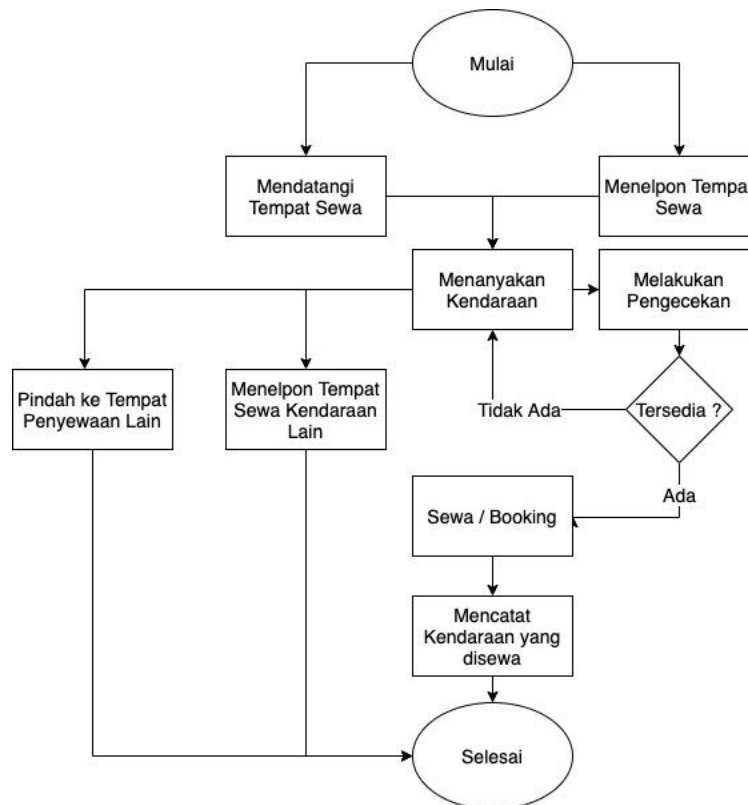 Mulai
Mendatangi
Tempat Sewa
Menelpon Tempat
Sewa
Menanyakan
Kendaraan
Melakukan
Pengecekan
Pindah ke Tempat
Penyewaan Lain
Menelpon Tempat
Sewa Kendaraan
Lain
Tidak Ada
Tersedia ?
Ada
Sewa / Booking
Mencatat
Kendaraan yang
disewa
Selesai